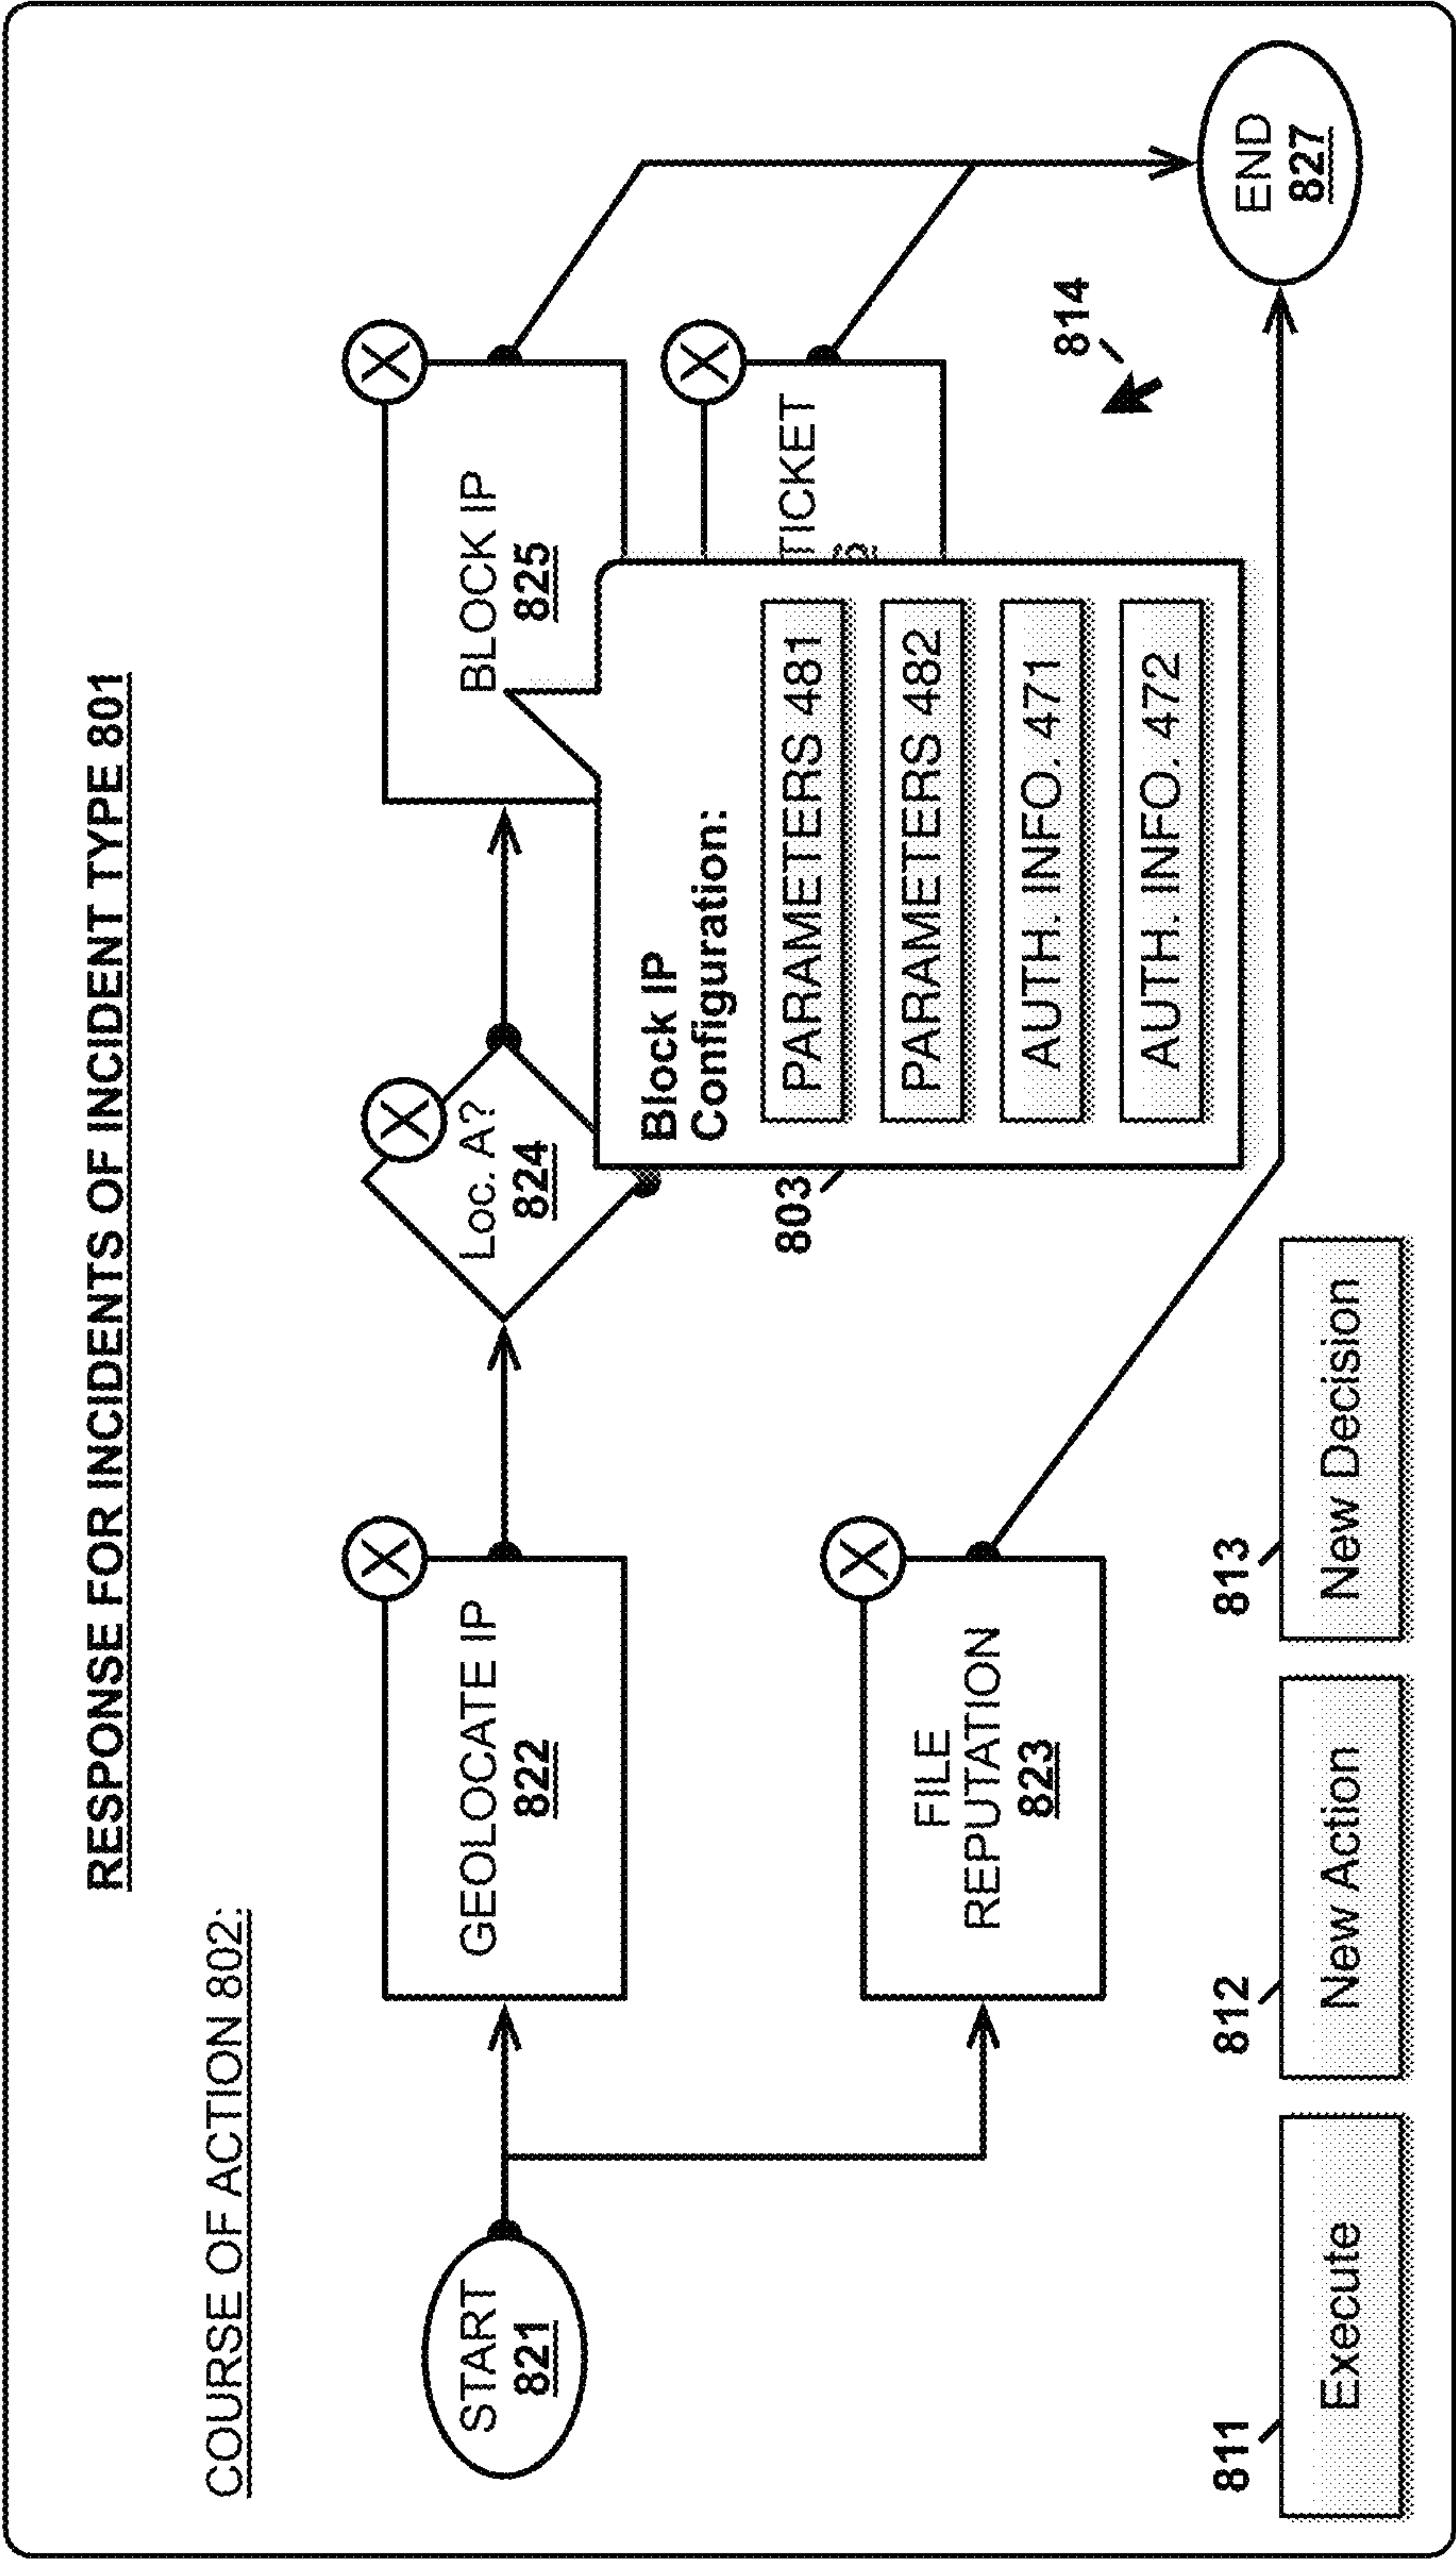 RESPONSE FOR INCIDENTS OF INCIDENT TYPE 801
COURSE OF ACTION 802:
START
821
GEOLOCATE IP
822
X
Loc. A?
824
X
BLOCK IP
825
X
FILE
REPUTATION
823
X
TICKET
X
803
Block IP
Configuration:
PARAMETERS 481
PARAMETERS 482
AUTH. INFO. 471
AUTH. INFO. 472
814
END
827
811
Execute
812
New Action
813
New Decision